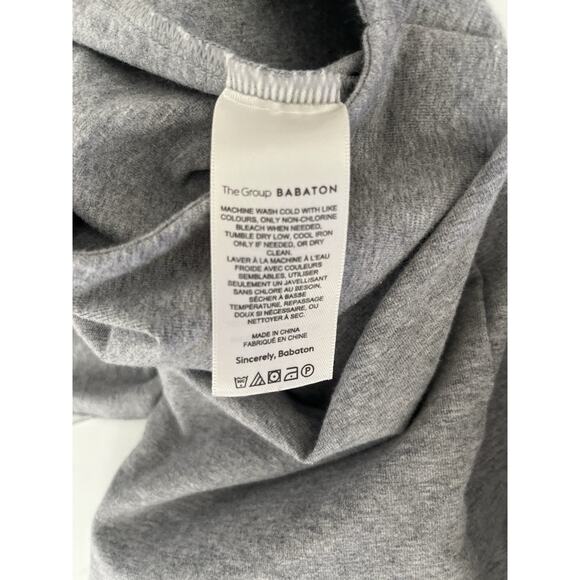 The Group BABATON
MACHINE WASH COLD WITH LIKE
COLOURS, ONLY NON-CHLORINE
BLEACH WHEN NEEDED,
TUMBLE DRY LOW, COOL IRON
ONLY IF NEEDED, OR DRY
CLEAN.
LAVER À LA MACHINE À L'EAU
FROIDE AVEC COULEURS
SEMBLABLES, UTILISER
SEULEMENT UN JAVELLISANT
SANS CHLORE AU BESOIN,
SÉCHER À BASSE
TEMPÉRATURE, REPASSAGE
DOUX SI NÉCESSAIRE, OU
NETTOYER À SEC.
MADE IN CHINA
FABRIQUÉ EN CHINE
Sincerely, Babaton
P